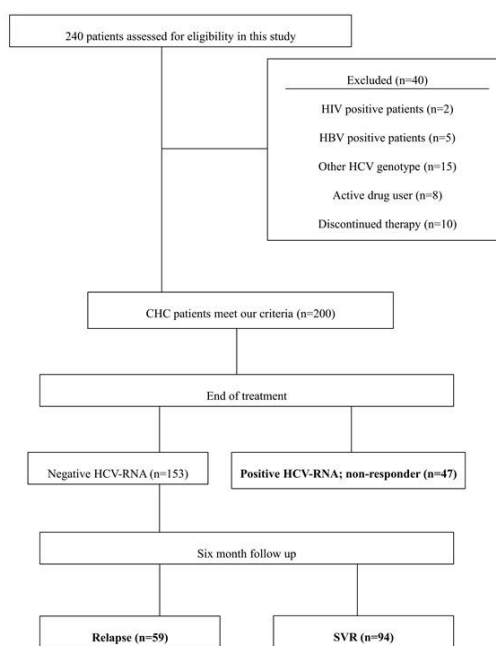 240 patients assessed for eligibility in this study
Excluded (n=40)
HIV positive patients (n=2)
HBV positive patients (n=5)
Other HCV genotype (n=15)
Active drug user (n=8)
Discontinued therapy (n=10)
CHC patients meet our criteria (n=200)
End of treatment
Negative HCV-RNA (n=153)
Positive HCV-RNA; non-responder (n=47)
Six month follow up
Relapse (n=59)
SVR (n=94)